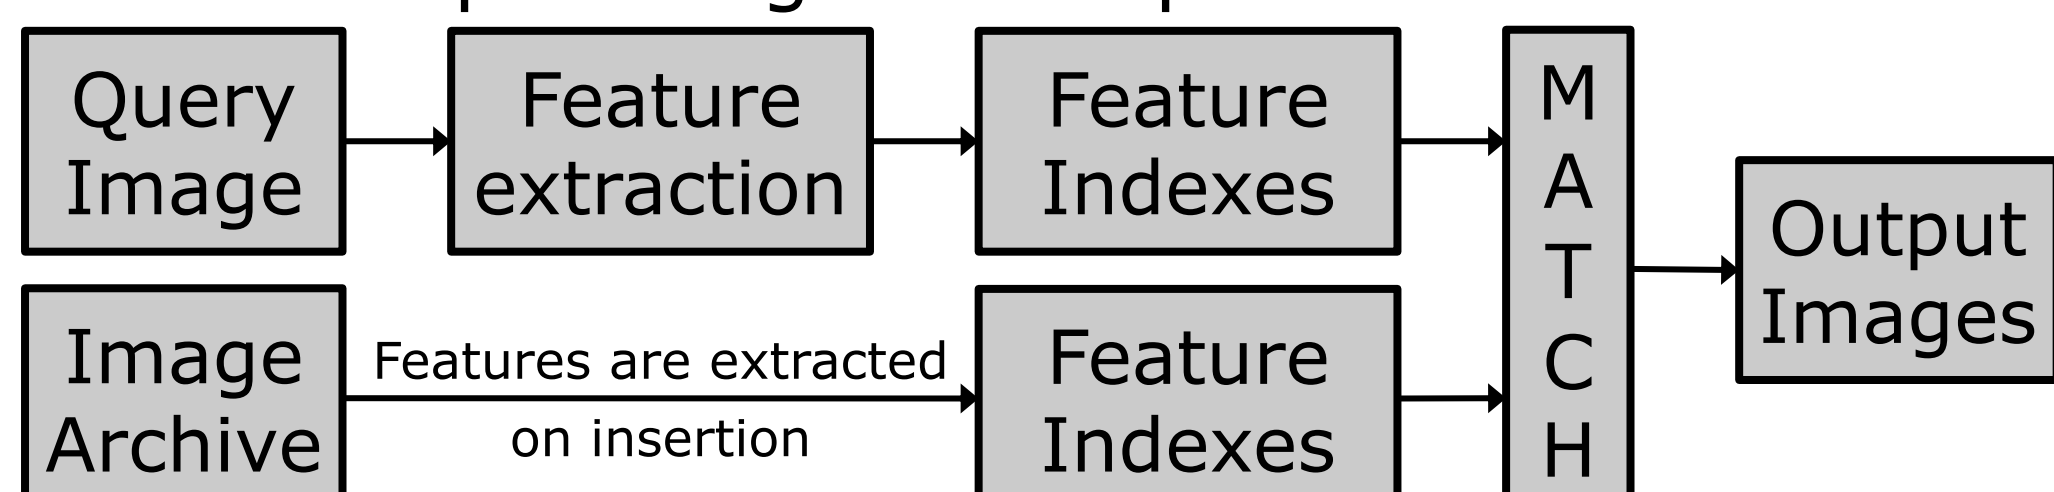 Query
Image
Feature
extraction
Feature
Indexes
M
A
T
C
H
Output
Images
Image
Archive
Features are extracted
on insertion
Feature
Indexes